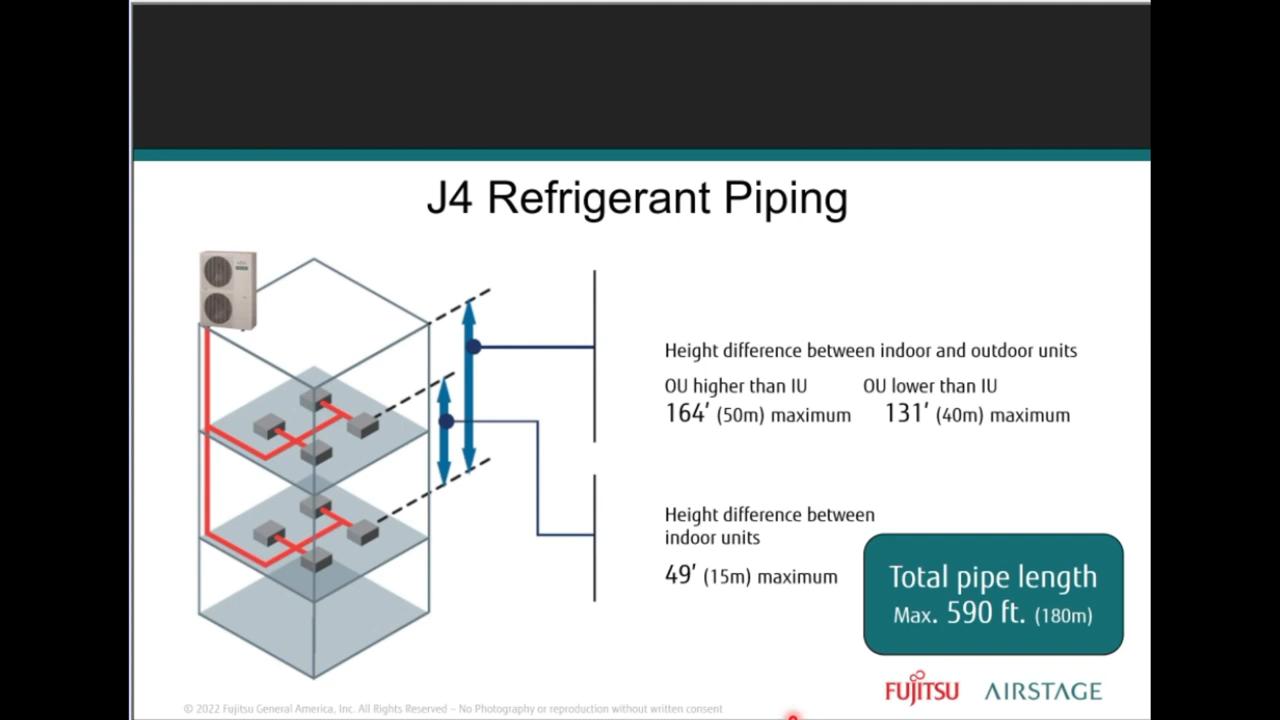 J4 Refrigerant Piping
Height difference between indoor and outdoor units
OU higher than IU OU lower than IU
164′ (50m) maximum 131′ (40m) maximum
Height difference between
indoor units
49′ (15m) maximum
Total pipe length
Max. 590 ft. (180m)
FUJITSU AIRSTAGE
© 2022 Fujitsu General America, Inc. All Rights Reserved – No Photography or reproduction without written consent